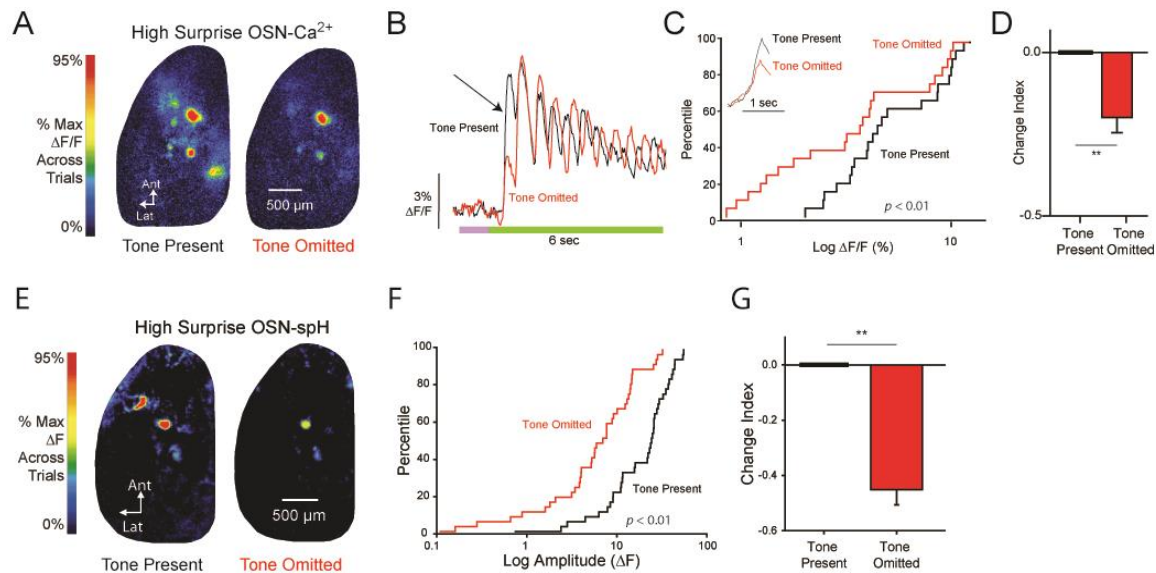 A
High Surprise OSN-Ca2+
95%
% Max
ΔF/F
Across
Trials
0%
Ant
Lat
500 µm
Tone Present
Tone Omitted
B
Tone Present
Tone Omitted
3%
ΔF/F
6 sec
C
Percentile
100
80
60
40
20
0
Tone Present
Tone Omitted
1 sec
Tone Omitted
Tone Present
p < 0.01
1
10
Log ΔF/F (%)
D
Change Index
0.0
-0.5
**
Tone Tone
Present Omitted
E
High Surprise OSN-spH
95%
% Max
ΔF
Across
Trials
0%
Ant
Lat
500 µm
Tone Present
Tone Omitted
F
Percentile
100
80
60
40
20
0
Tone Omitted
Tone Present
p < 0.01
0.1
1
10
100
Log Amplitude (ΔF)
G
**
Change Index
0.0
-0.2
-0.4
-0.6
Tone Tone
Present Omitted